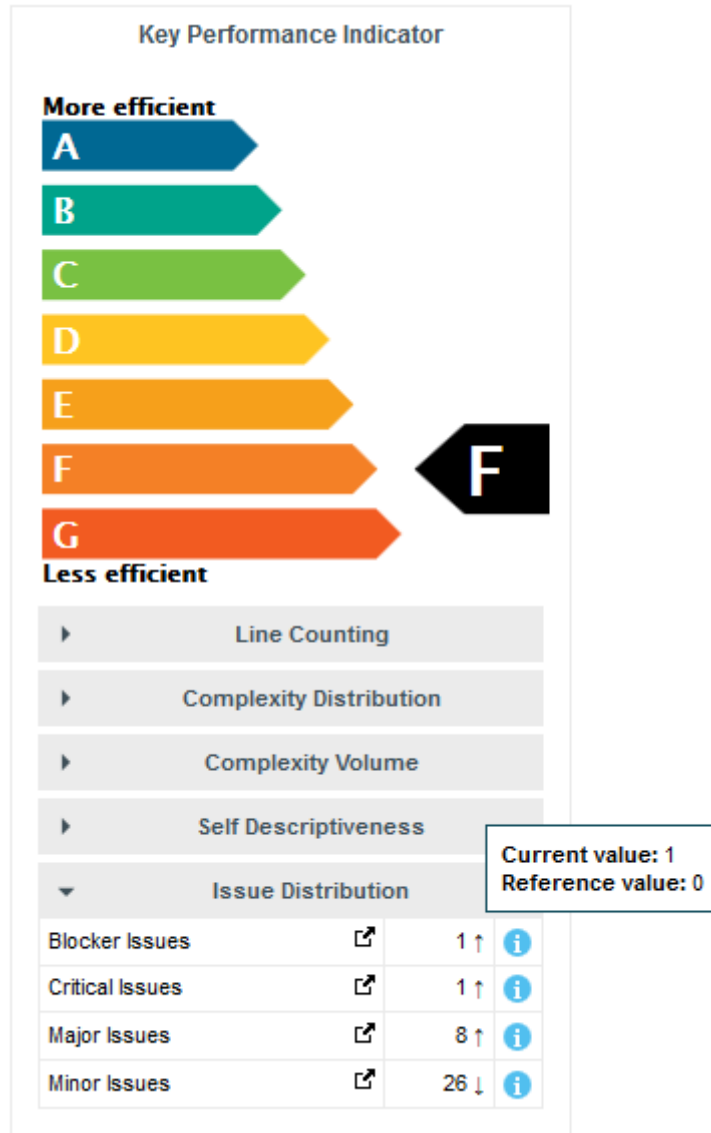 Key Performance Indicator
More efficient
A
B
C
D
E
F
F
G
Less efficient
Line Counting
Complexity Distribution
Complexity Volume
Self Descriptiveness
Current value: 1
Reference value: 0
Issue Distribution
Blocker Issues 1 ↑
Critical Issues 1 ↑
Major Issues 8 ↑
Minor Issues 26 ↓